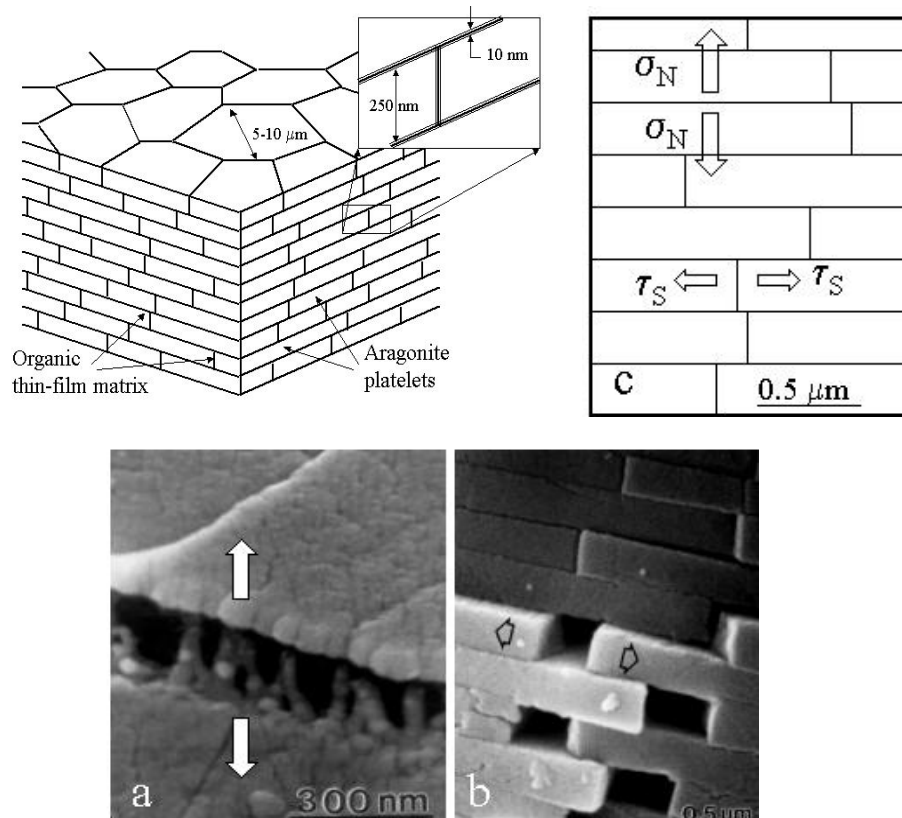 10 nm
250 nm
5-10 μm
Organic
thin-film matrix
Aragonite
platelets
σN
σN
τS
τS
C
0.5 μm
a
300 nm
b
0.5 μm